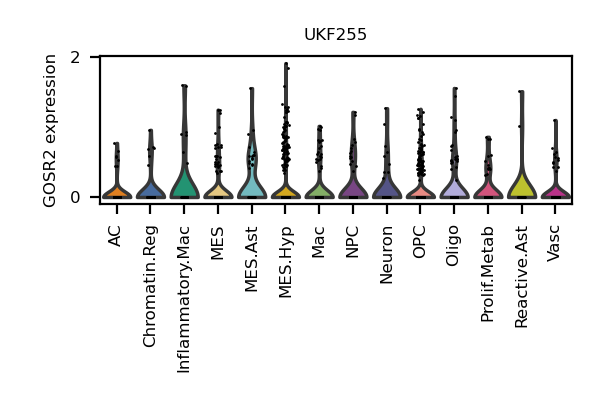 UKF255
GOSR2 expression
2
0
AC
Chromatin.Reg
Inflammatory.Mac
MES
MES.Ast
MES.Hyp
Mac
NPC
Neuron
OPC
Oligo
Prolif.Metab
Reactive.Ast
Vasc